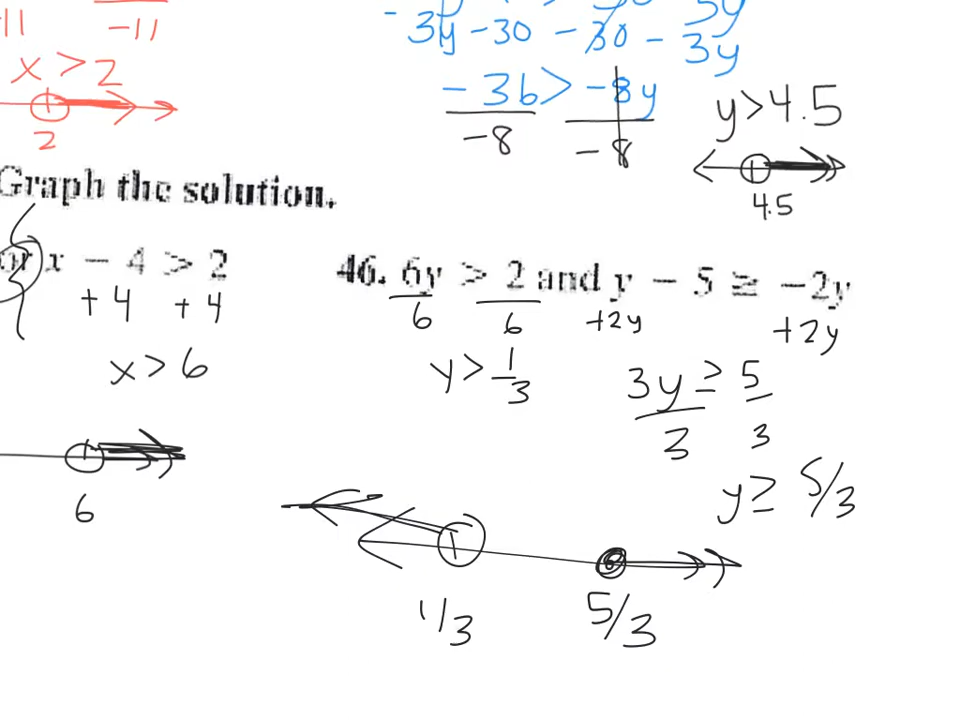 -11 -11
x > 2
2
3y - 30 - 30 - 3y
3y
- 36 > - 8y
-8 -8
y > 4.5
4.5
Graph the solution.
or x - 4 > 2
+ 4 + 4
x > 6
6
46. 6y > 2 and y - 5 ≥ -2y
6 6 +2y +2y
y > 1/3
3y ≥ 5
3 3
y ≥ 5/3
1/3 5/3